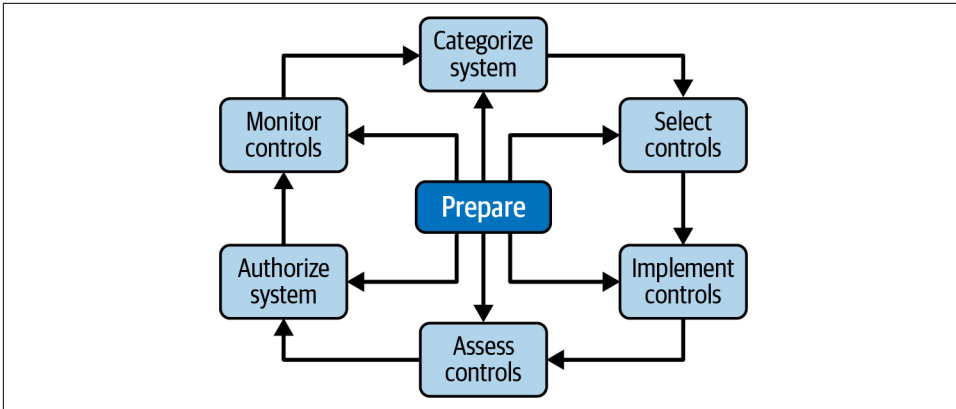 Categorize
system
Monitor
controls
Select
controls
Prepare
Authorize
system
Implement
controls
Assess
controls